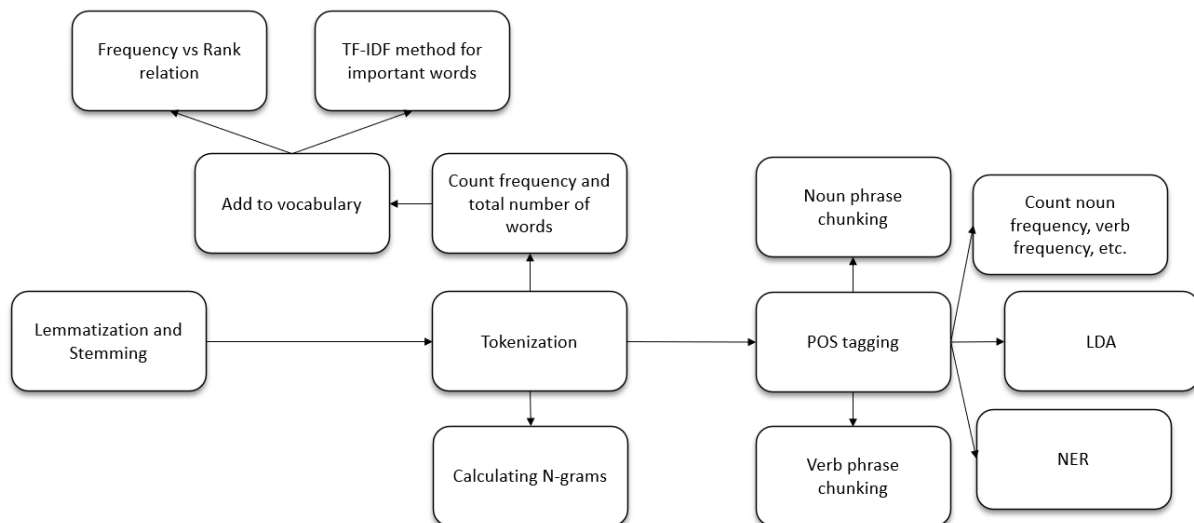 Frequency vs Rank
relation
TF-IDF method for
important words
Add to vocabulary
Count frequency and
total number of
words
Noun phrase
chunking
Count noun
frequency, verb
frequency, etc.
Lemmatization and
Stemming
Tokenization
POS tagging
LDA
Calculating N-grams
Verb phrase
chunking
NER